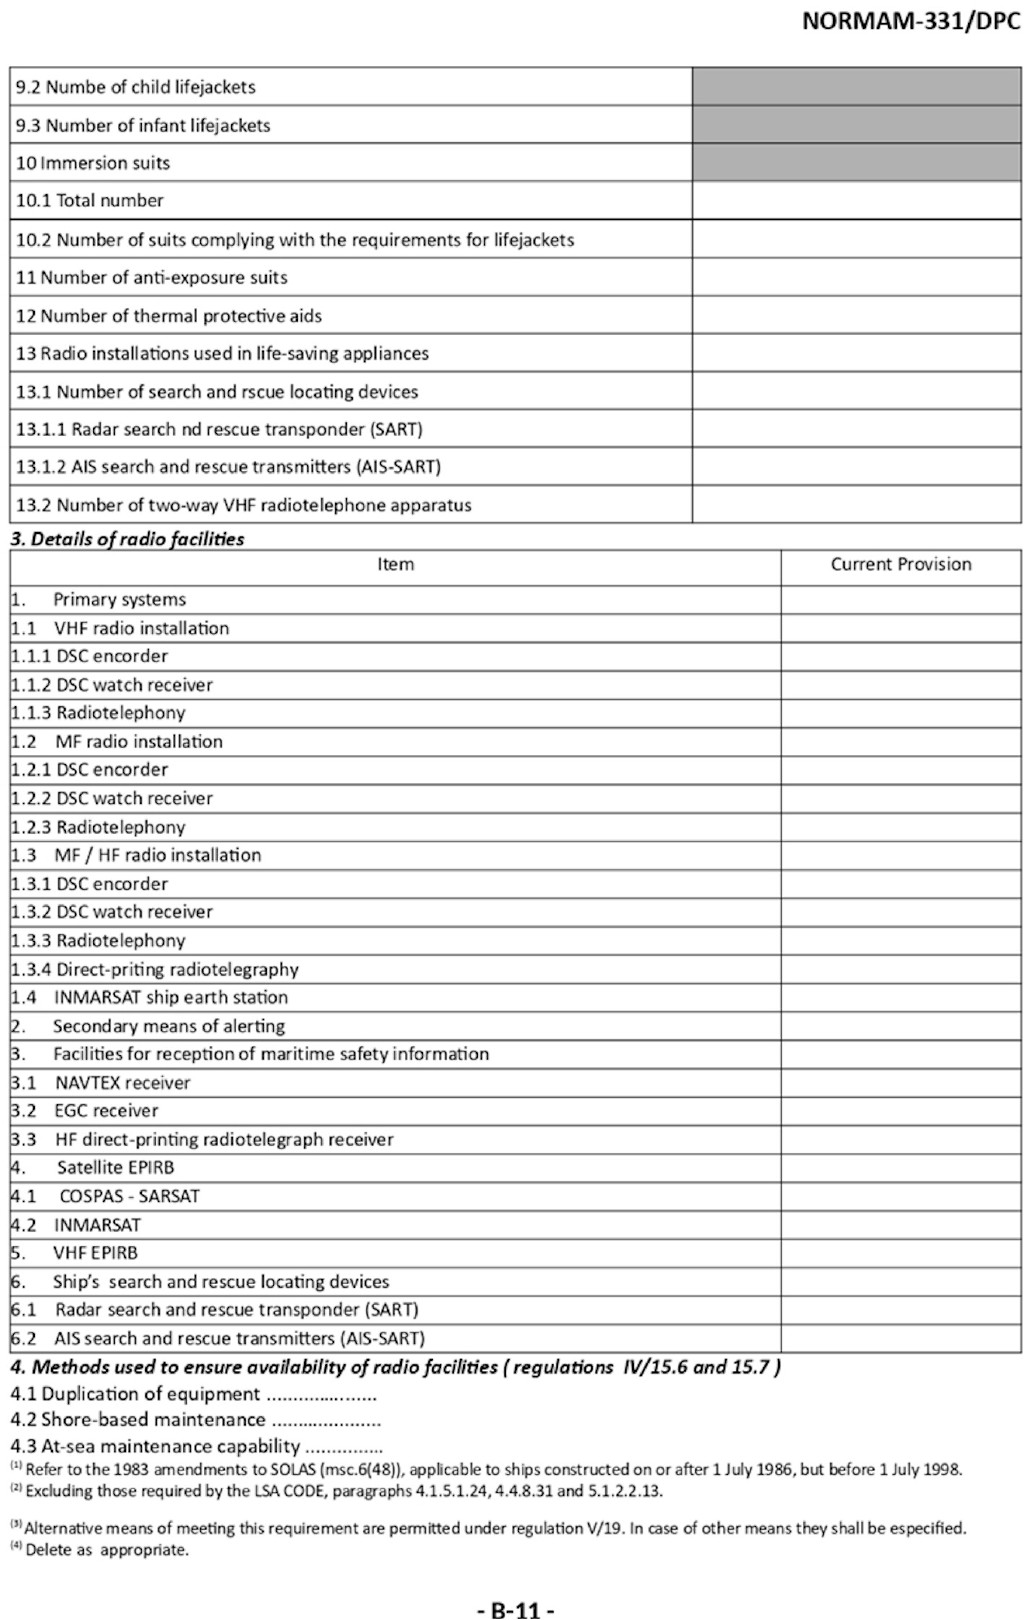 NORMAM-331/DPC
9.2 Numbe of child lifejackets
9.3 Number of infant lifejackets
10 Immersion suits
10.1 Total number
10.2 Number of suits complying with the requirements for lifejackets
11 Number of anti-exposure suits
12 Number of thermal protective aids
13 Radio installations used in life-saving appliances
13.1 Number of search and rscue locating devices
13.1.1 Radar search nd rescue transponder (SART)
13.1.2 AIS search and rescue transmitters (AIS-SART)
13.2 Number of two-way VHF radiotelephone apparatus
3. Details of radio facilities
Item Current Provision
1. Primary systems
1.1 VHF radio installation
1.1.1 DSC encorder
1.1.2 DSC watch receiver
1.1.3 Radiotelephony
1.2 MF radio installation
1.2.1 DSC encorder
1.2.2 DSC watch receiver
1.2.3 Radiotelephony
1.3 MF / HF radio installation
1.3.1 DSC encorder
1.3.2 DSC watch receiver
1.3.3 Radiotelephony
1.3.4 Direct-priting radiotelegraphy
1.4 INMARSAT ship earth station
2. Secondary means of alerting
3. Facilities for reception of maritime safety information
3.1 NAVTEX receiver
3.2 EGC receiver
3.3 HF direct-printing radiotelegraph receiver
4. Satellite EPIRB
4.1 COSPAS - SARSAT
4.2 INMARSAT
5. VHF EPIRB
6. Ship's search and rescue locating devices
6.1 Radar search and rescue transponder (SART)
6.2 AIS search and rescue transmitters (AIS-SART)
4. Methods used to ensure availability of radio facilities ( regulations IV/15.6 and 15.7 )
4.1 Duplication of equipment .....................
4.2 Shore-based maintenance .....................
4.3 At-sea maintenance capability ...............
(1) Refer to the 1983 amendments to SOLAS (msc.6(48)), applicable to ships constructed on or after 1 July 1986, but before 1 July 1998.
(2) Excluding those required by the LSA CODE, paragraphs 4.1.5.1.24, 4.4.8.31 and 5.1.2.2.13.
(3) Alternative means of meeting this requirement are permitted under regulation V/19. In case of other means they shall be especified.
(4) Delete as appropriate.
- B-11 -